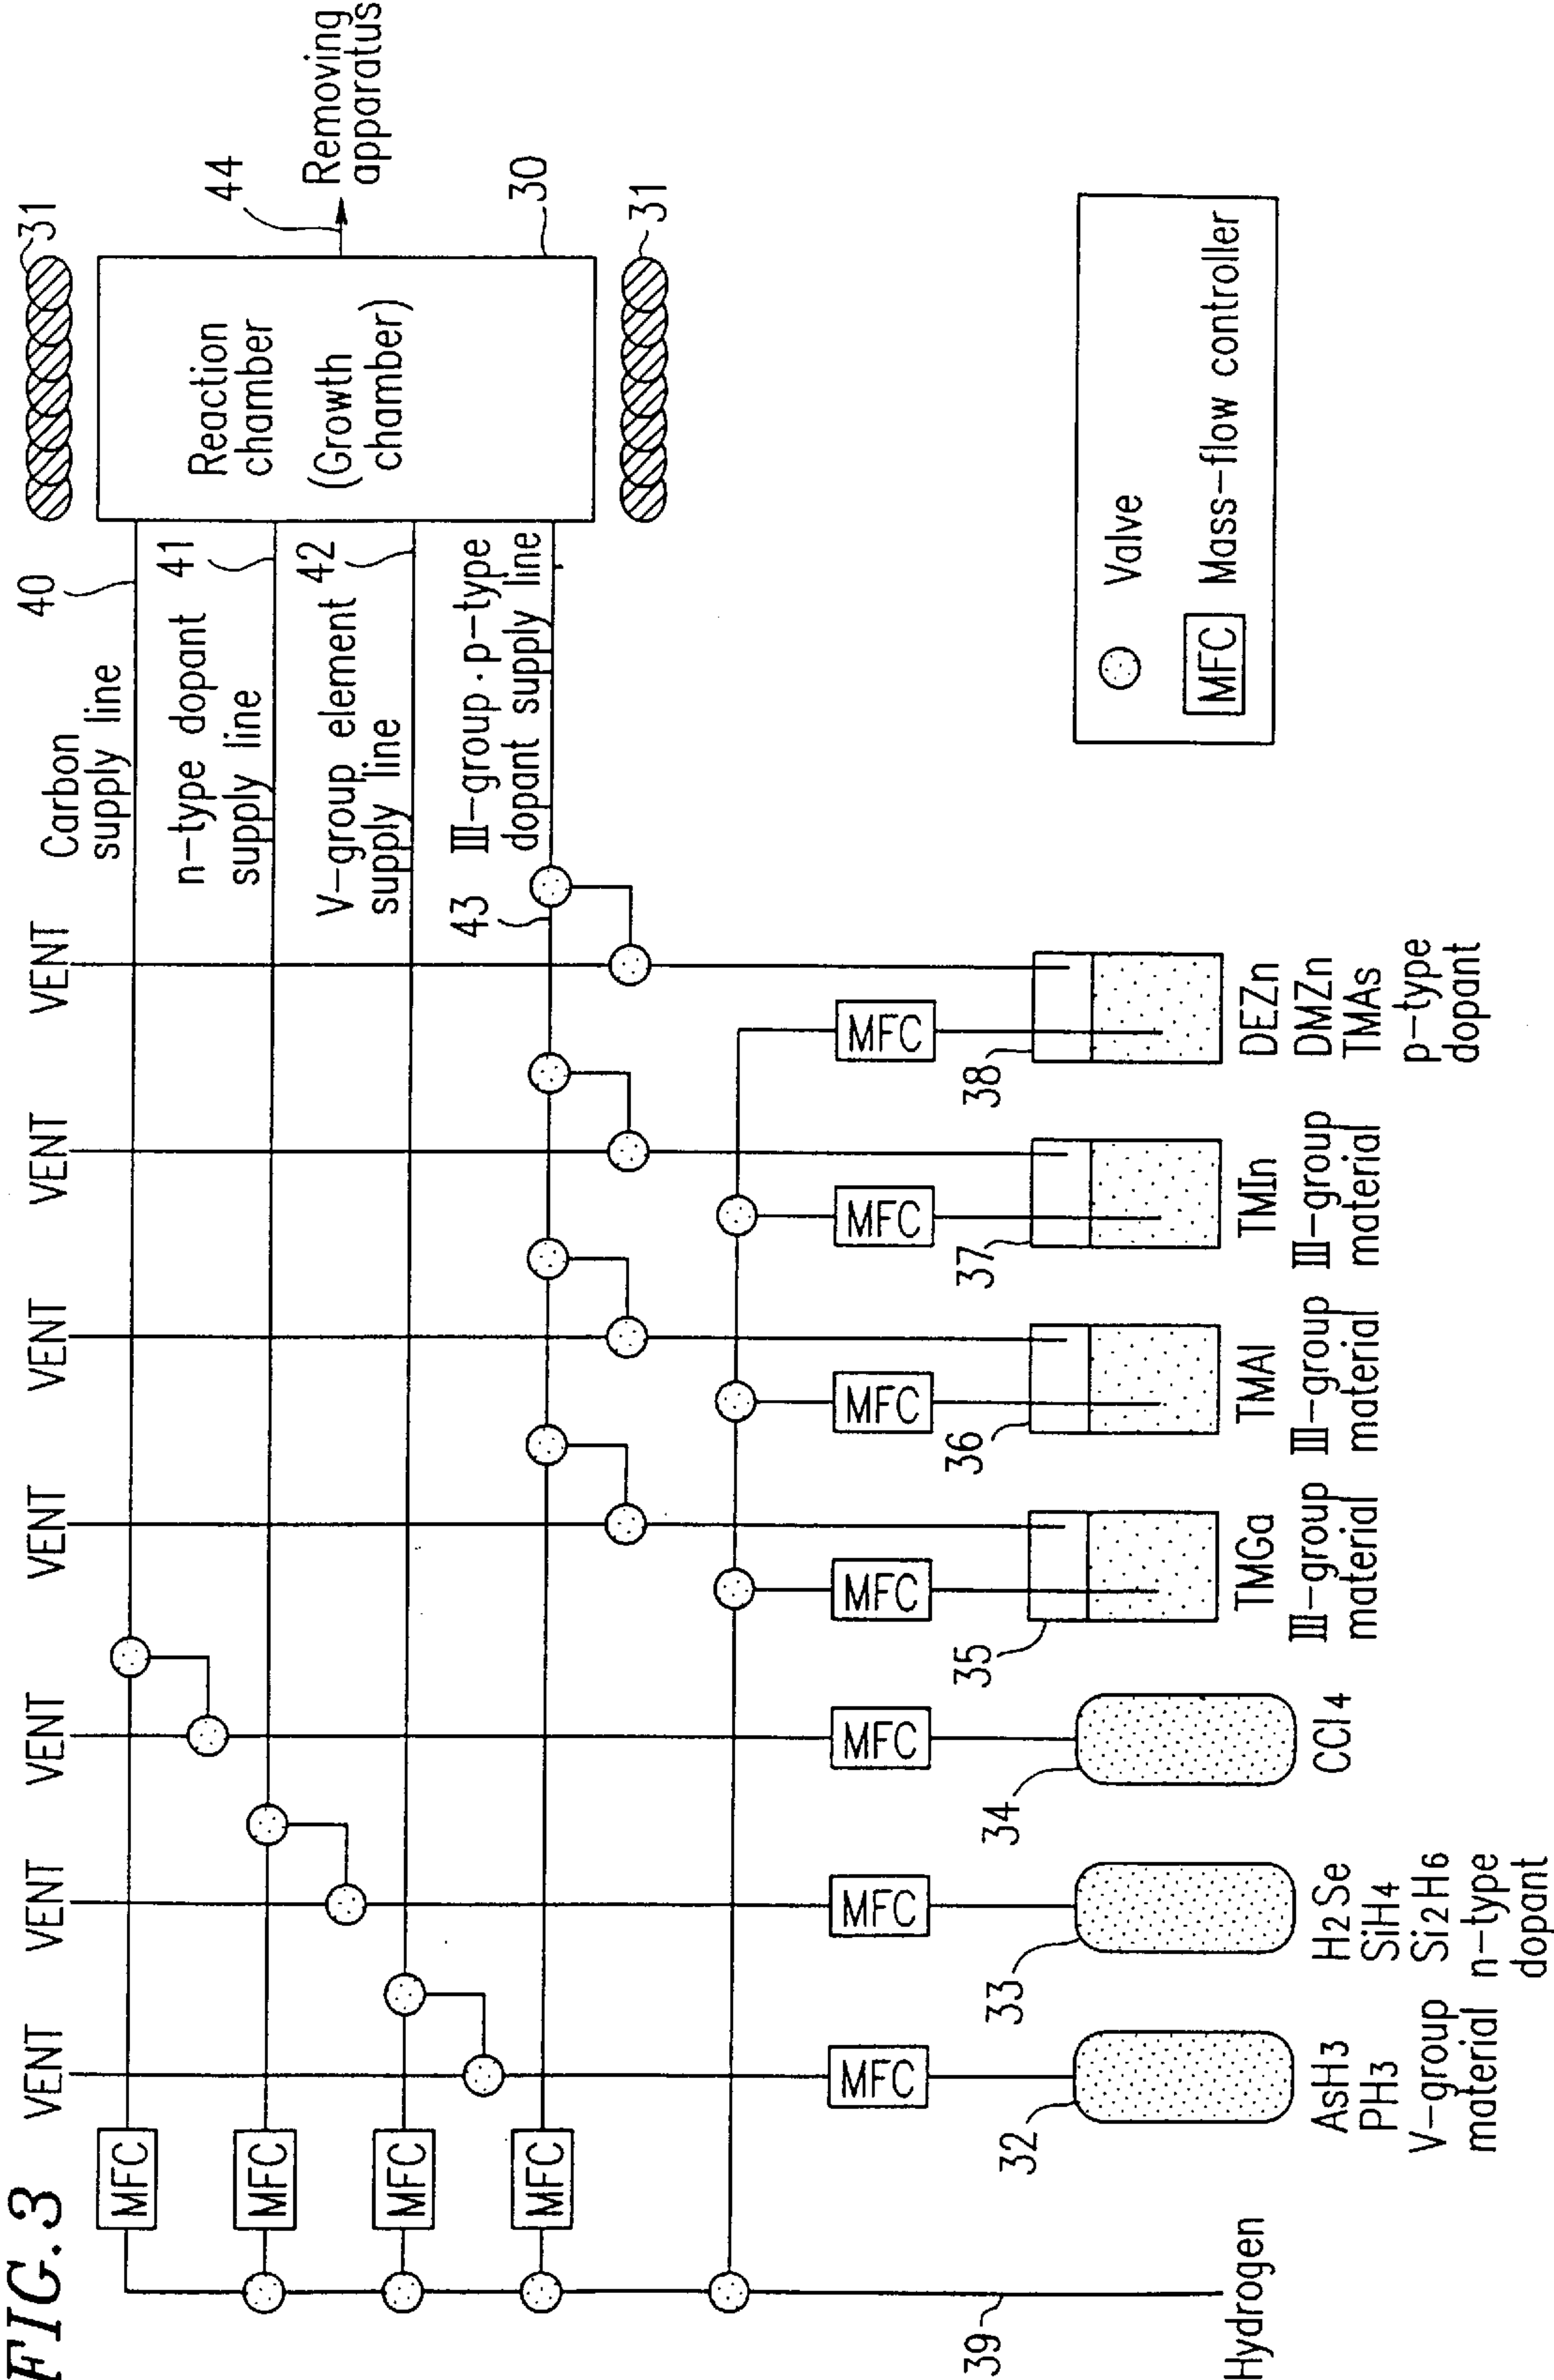 FIG. 3
31
44
Removing
apparatus
Reaction
chamber
(Growth
chamber)
30
31
40
Carbon
supply line
41
n-type dopant
supply line
42
V-group element
supply line
III-group · p-type
dopant supply line
43
VENT
VENT
VENT
VENT
VENT
VENT
VENT
MFC
MFC
MFC
MFC
MFC
MFC
MFC
MFC
MFC
MFC
MFC
32
33
34
35
36
37
38
39
Hydrogen
AsH3
PH3
V-group
material
H2Se
SiH4
Si2H6
n-type
dopant
CCl4
TMGa
III-group
material
TMAl
III-group
material
TMIn
III-group
material
DEZn
DMZn
TMAs
p-type
dopant
Valve
MFC Mass-flow controller